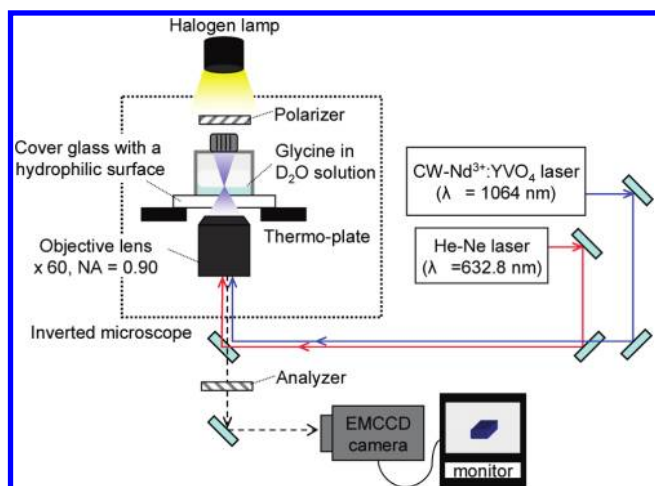 Halogen lamp
Polarizer
Cover glass with a
hydrophilic surface
Glycine in
D₂O solution
Thermo-plate
Objective lens
x 60, NA = 0.90
CW-Nd³⁺:YVO₄ laser
(λ = 1064 nm)
He-Ne laser
(λ =632.8 nm)
Inverted microscope
Analyzer
EMCCD
camera
monitor